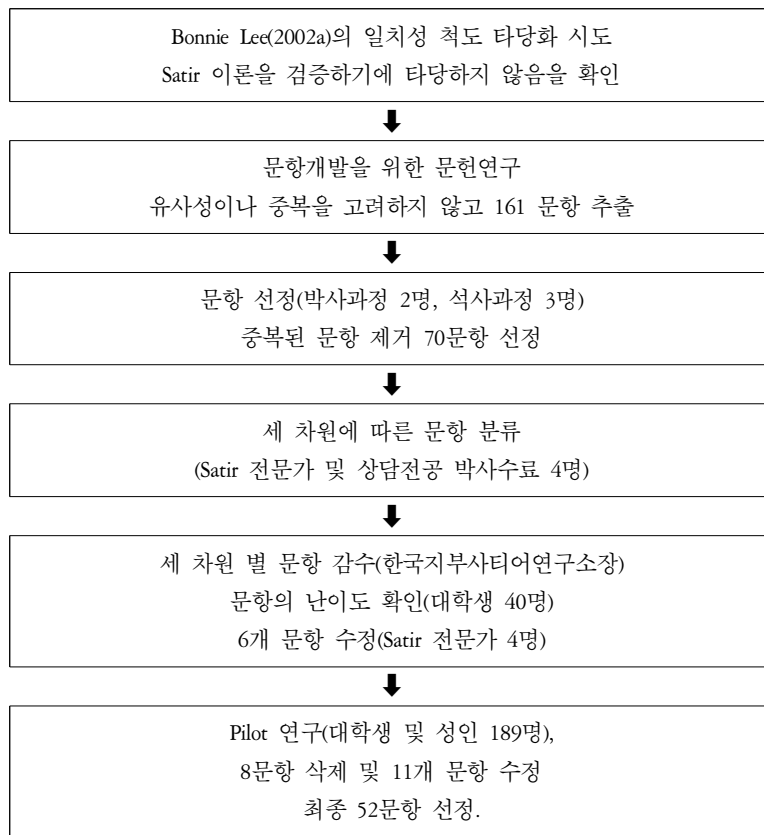 Bonnie Lee(2002a)의 일치성 척도 타당화 시도
Satir 이론을 검증하기에 타당하지 않음을 확인
문항개발을 위한 문헌연구
유사성이나 중복을 고려하지 않고 161 문항 추출
문항 선정(박사과정 2명, 석사과정 3명)
중복된 문항 제거 70문항 선정
세 차원에 따른 문항 분류
(Satir 전문가 및 상담전공 박사수료 4명)
세 차원 별 문항 감수(한국지부사티어연구소장)
문항의 난이도 확인(대학생 40명)
6개 문항 수정(Satir 전문가 4명)
Pilot 연구(대학생 및 성인 189명),
8문항 삭제 및 11개 문항 수정
최종 52문항 선정.